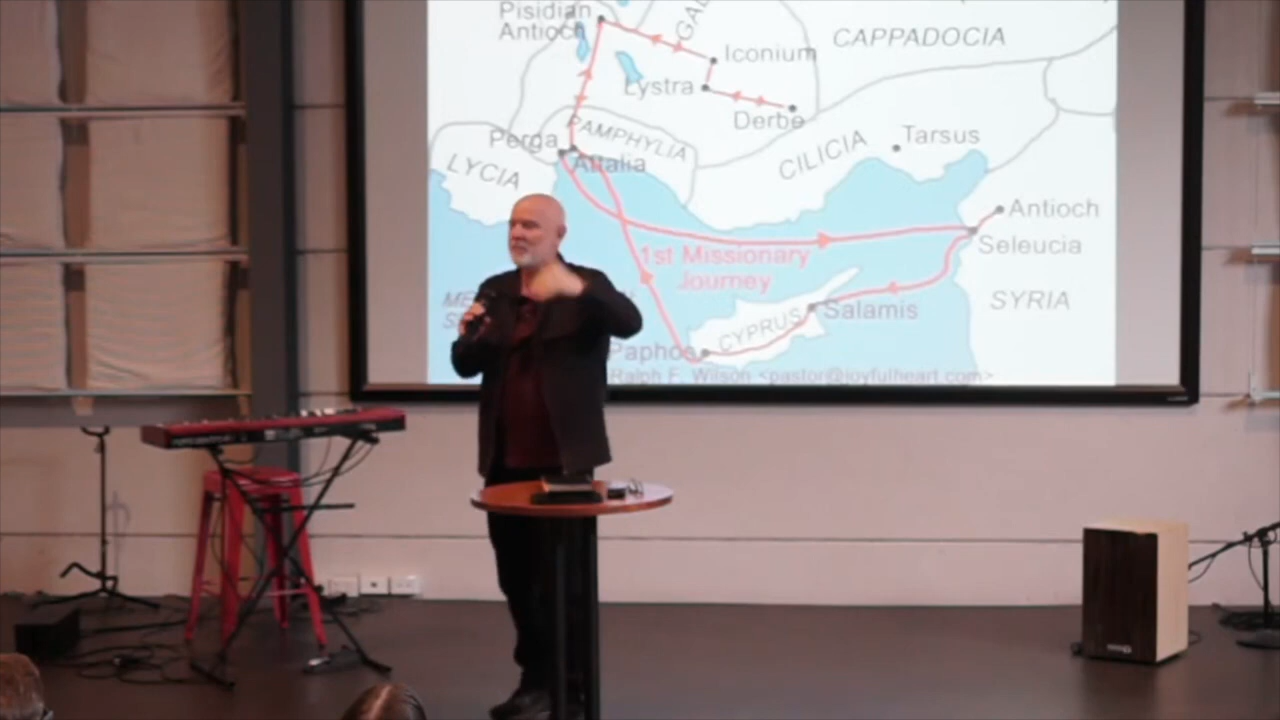 Pisidian
Antioch
CAPPADOCIA
Iconium
Lystra
Derbe
PAMPHYLIA
Perga
Attalia
LYCIA
CILICIA
Tarsus
Antioch
Seleucia
1st Missionary
Journey
SYRIA
Salamis
CYPRUS
Paphos
Ralph F. Wilson <pastor@joyfulheart.com>